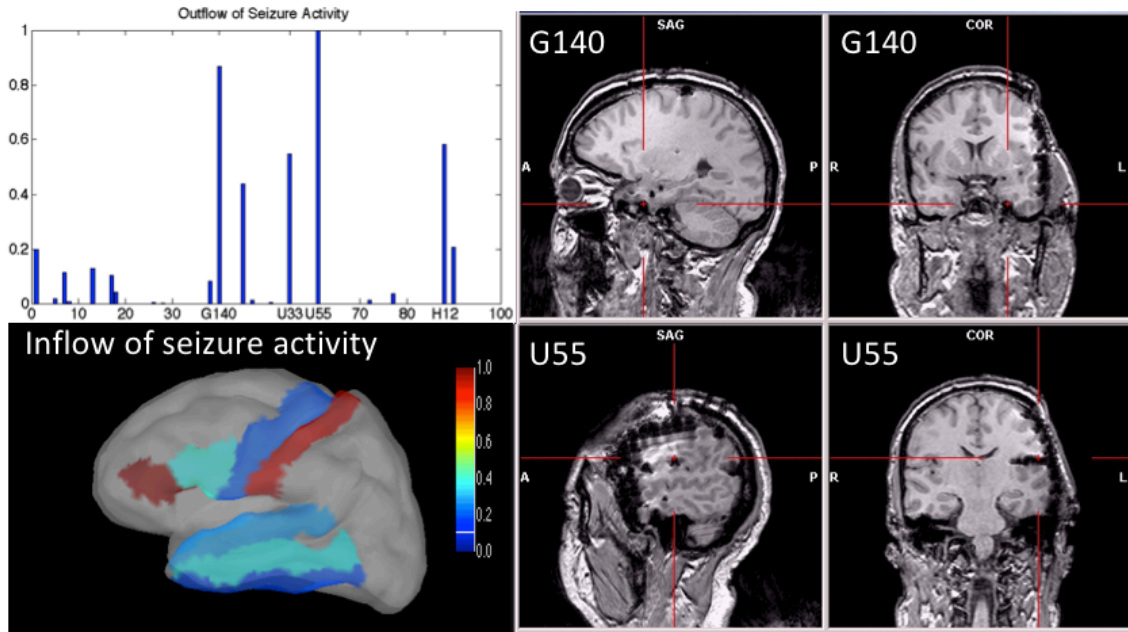 Outflow of Seizure Activity
1
0.8
0.6
0.4
0.2
0
0 10 20 30 G140 U33 U55 70 80 H12 100
G140
SAG
A
P
G140
COR
R
L
Inflow of seizure activity
1.0
0.8
0.6
0.4
0.2
0.1
0.0
U55
SAG
A
P
U55
COR
R
L